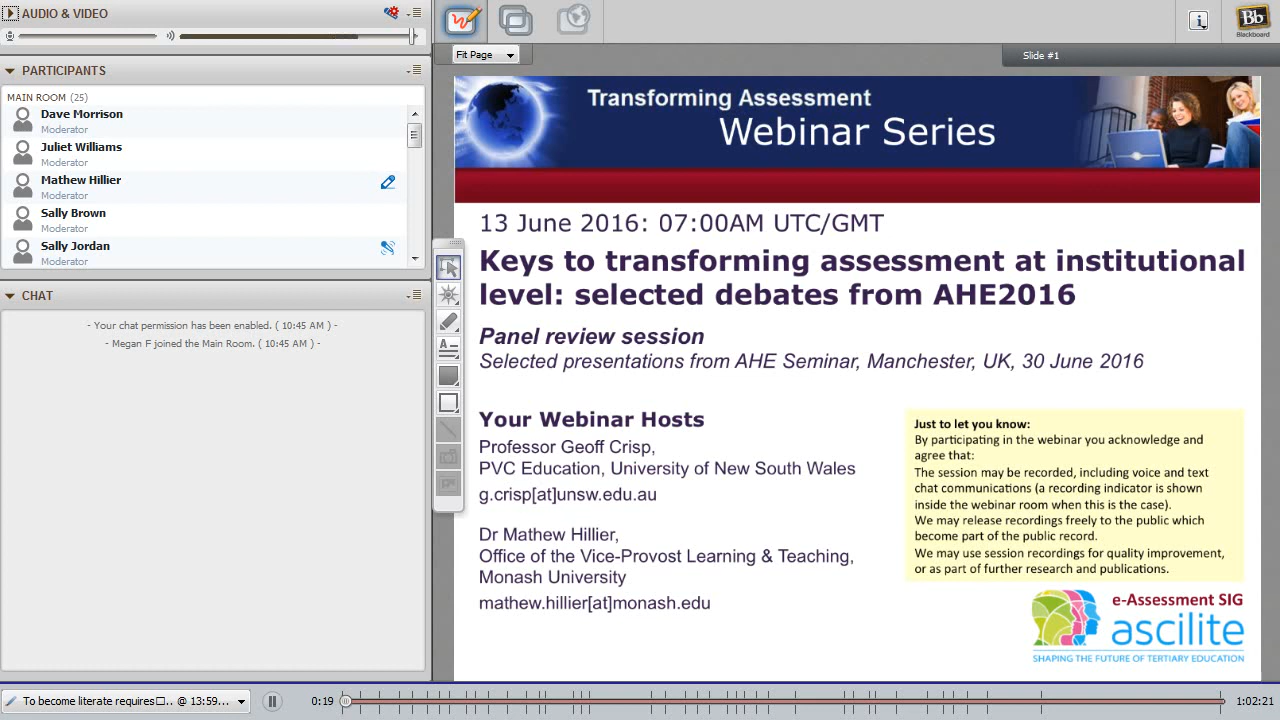 AUDIO & VIDEO
PARTICIPANTS
MAIN ROOM (25)
Dave Morrison
Moderator
Juliet Williams
Moderator
Mathew Hillier
Moderator
Sally Brown
Moderator
Sally Jordan
Moderator
CHAT
- Your chat permission has been enabled. ( 10:45 AM ) -
- Megan F joined the Main Room. ( 10:45 AM ) -
Bb
Blackboard
Fit Page
Slide #1
Transforming Assessment
Webinar Series
13 June 2016: 07:00AM UTC/GMT
Keys to transforming assessment at institutional
level: selected debates from AHE2016
Panel review session
Selected presentations from AHE Seminar, Manchester, UK, 30 June 2016
Your Webinar Hosts
Professor Geoff Crisp,
PVC Education, University of New South Wales
g.crisp[at]unsw.edu.au
Dr Mathew Hillier,
Office of the Vice-Provost Learning & Teaching,
Monash University
mathew.hillier[at]monash.edu
Just to let you know:
By participating in the webinar you acknowledge and
agree that:
The session may be recorded, including voice and text
chat communications (a recording indicator is shown
inside the webinar room when this is the case).
We may release recordings freely to the public which
become part of the public record.
We may use session recordings for quality improvement,
or as part of further research and publications.
e-Assessment SIG
ascilite
SHAPING THE FUTURE OF TERTIARY EDUCATION
To become literate requires□.. @ 13:59...
0:19
1:02:21